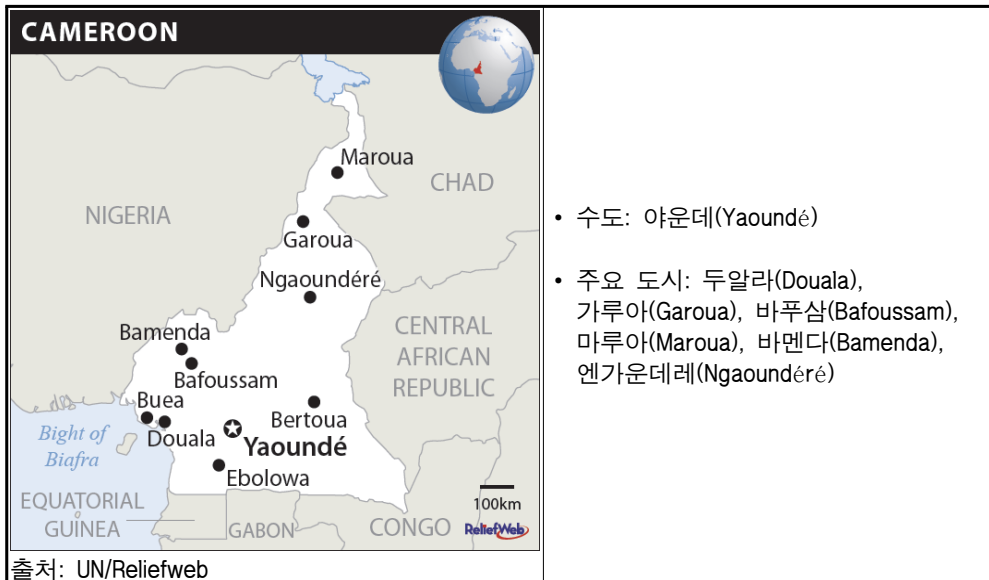 CAMEROON
Maroua
CHAD
NIGERIA
Garoua
Ngaoundéré
CENTRAL
AFRICAN
REPUBLIC
Bamenda
Bafoussam
Buea
Bertoua
Douala
Yaoundé
Bight of
Biafra
Ebolowa
EQUATORIAL
GUINEA
GABON
CONGO
100km
ReliefWeb
출처: UN/Reliefweb
• 수도: 야운데(Yaoundé)
• 주요 도시: 두알라(Douala),
가루아(Garoua), 바푸삼(Bafoussam),
마루아(Maroua), 바멘다(Bamenda),
엔가운데레(Ngaoundéré)